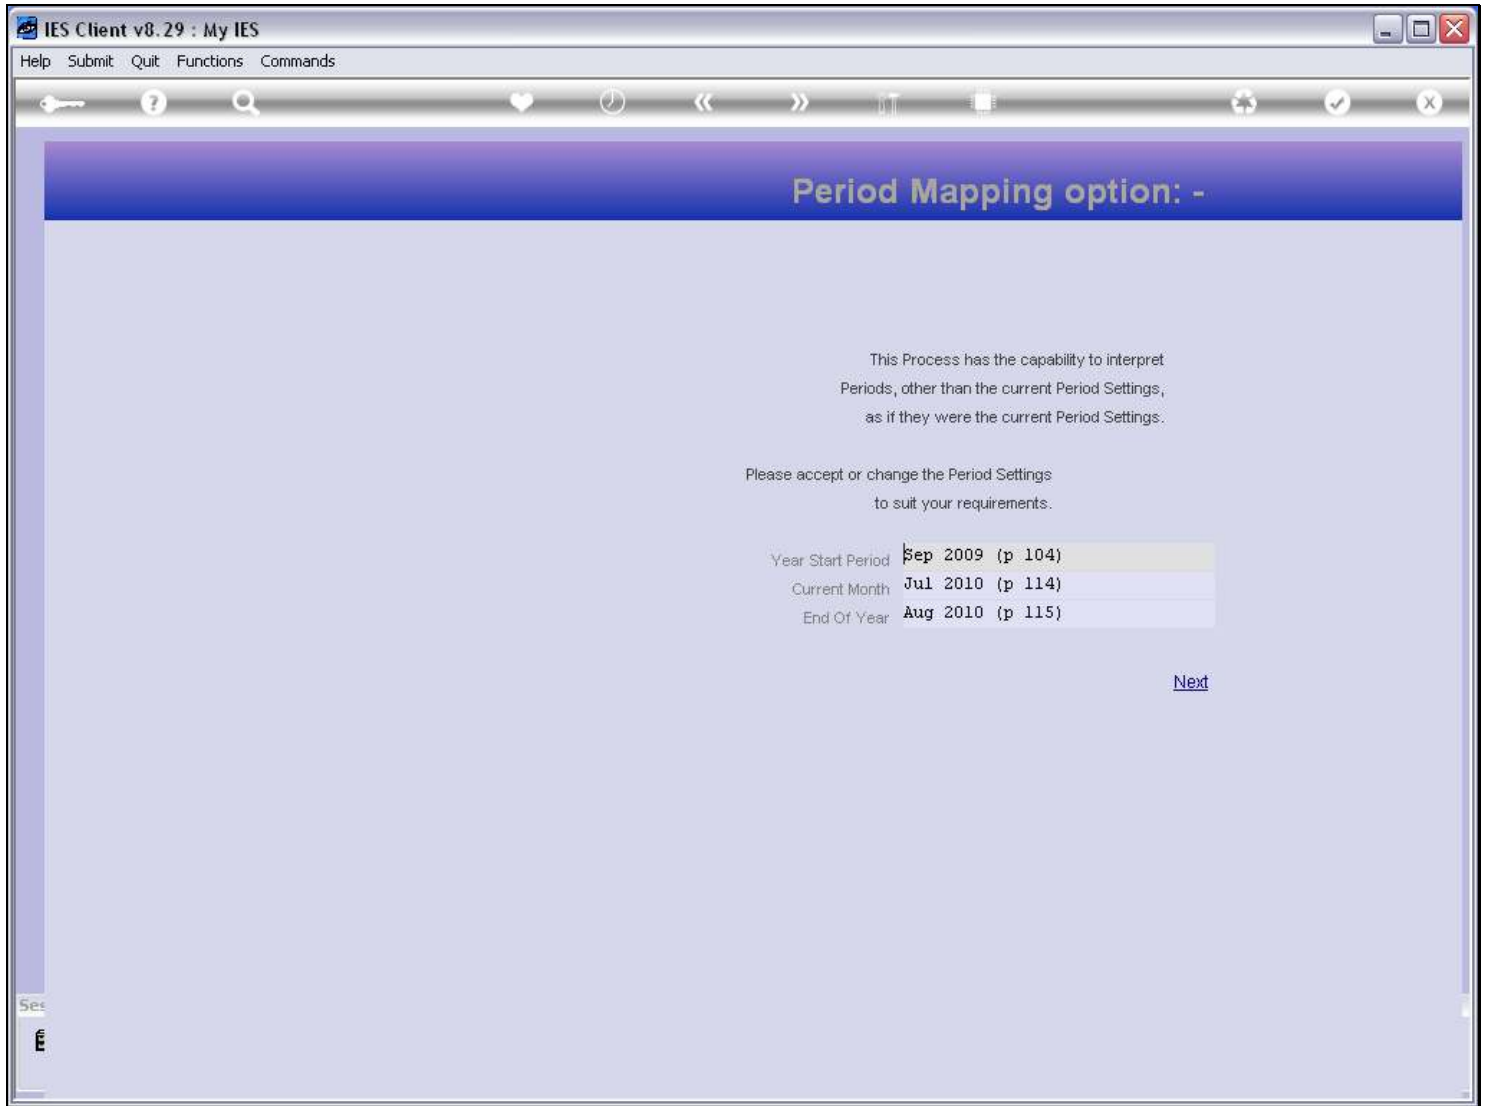 IES Client v8.29 : My IES
Help Submit Quit Functions Commands
Period Mapping option: -
This Process has the capability to interpret
Periods, other than the current Period Settings,
as if they were the current Period Settings.
Please accept or change the Period Settings
to suit your requirements.
Year Start Period Sep 2009 (p 104)
Current Month Jul 2010 (p 114)
End Of Year Aug 2010 (p 115)
Next